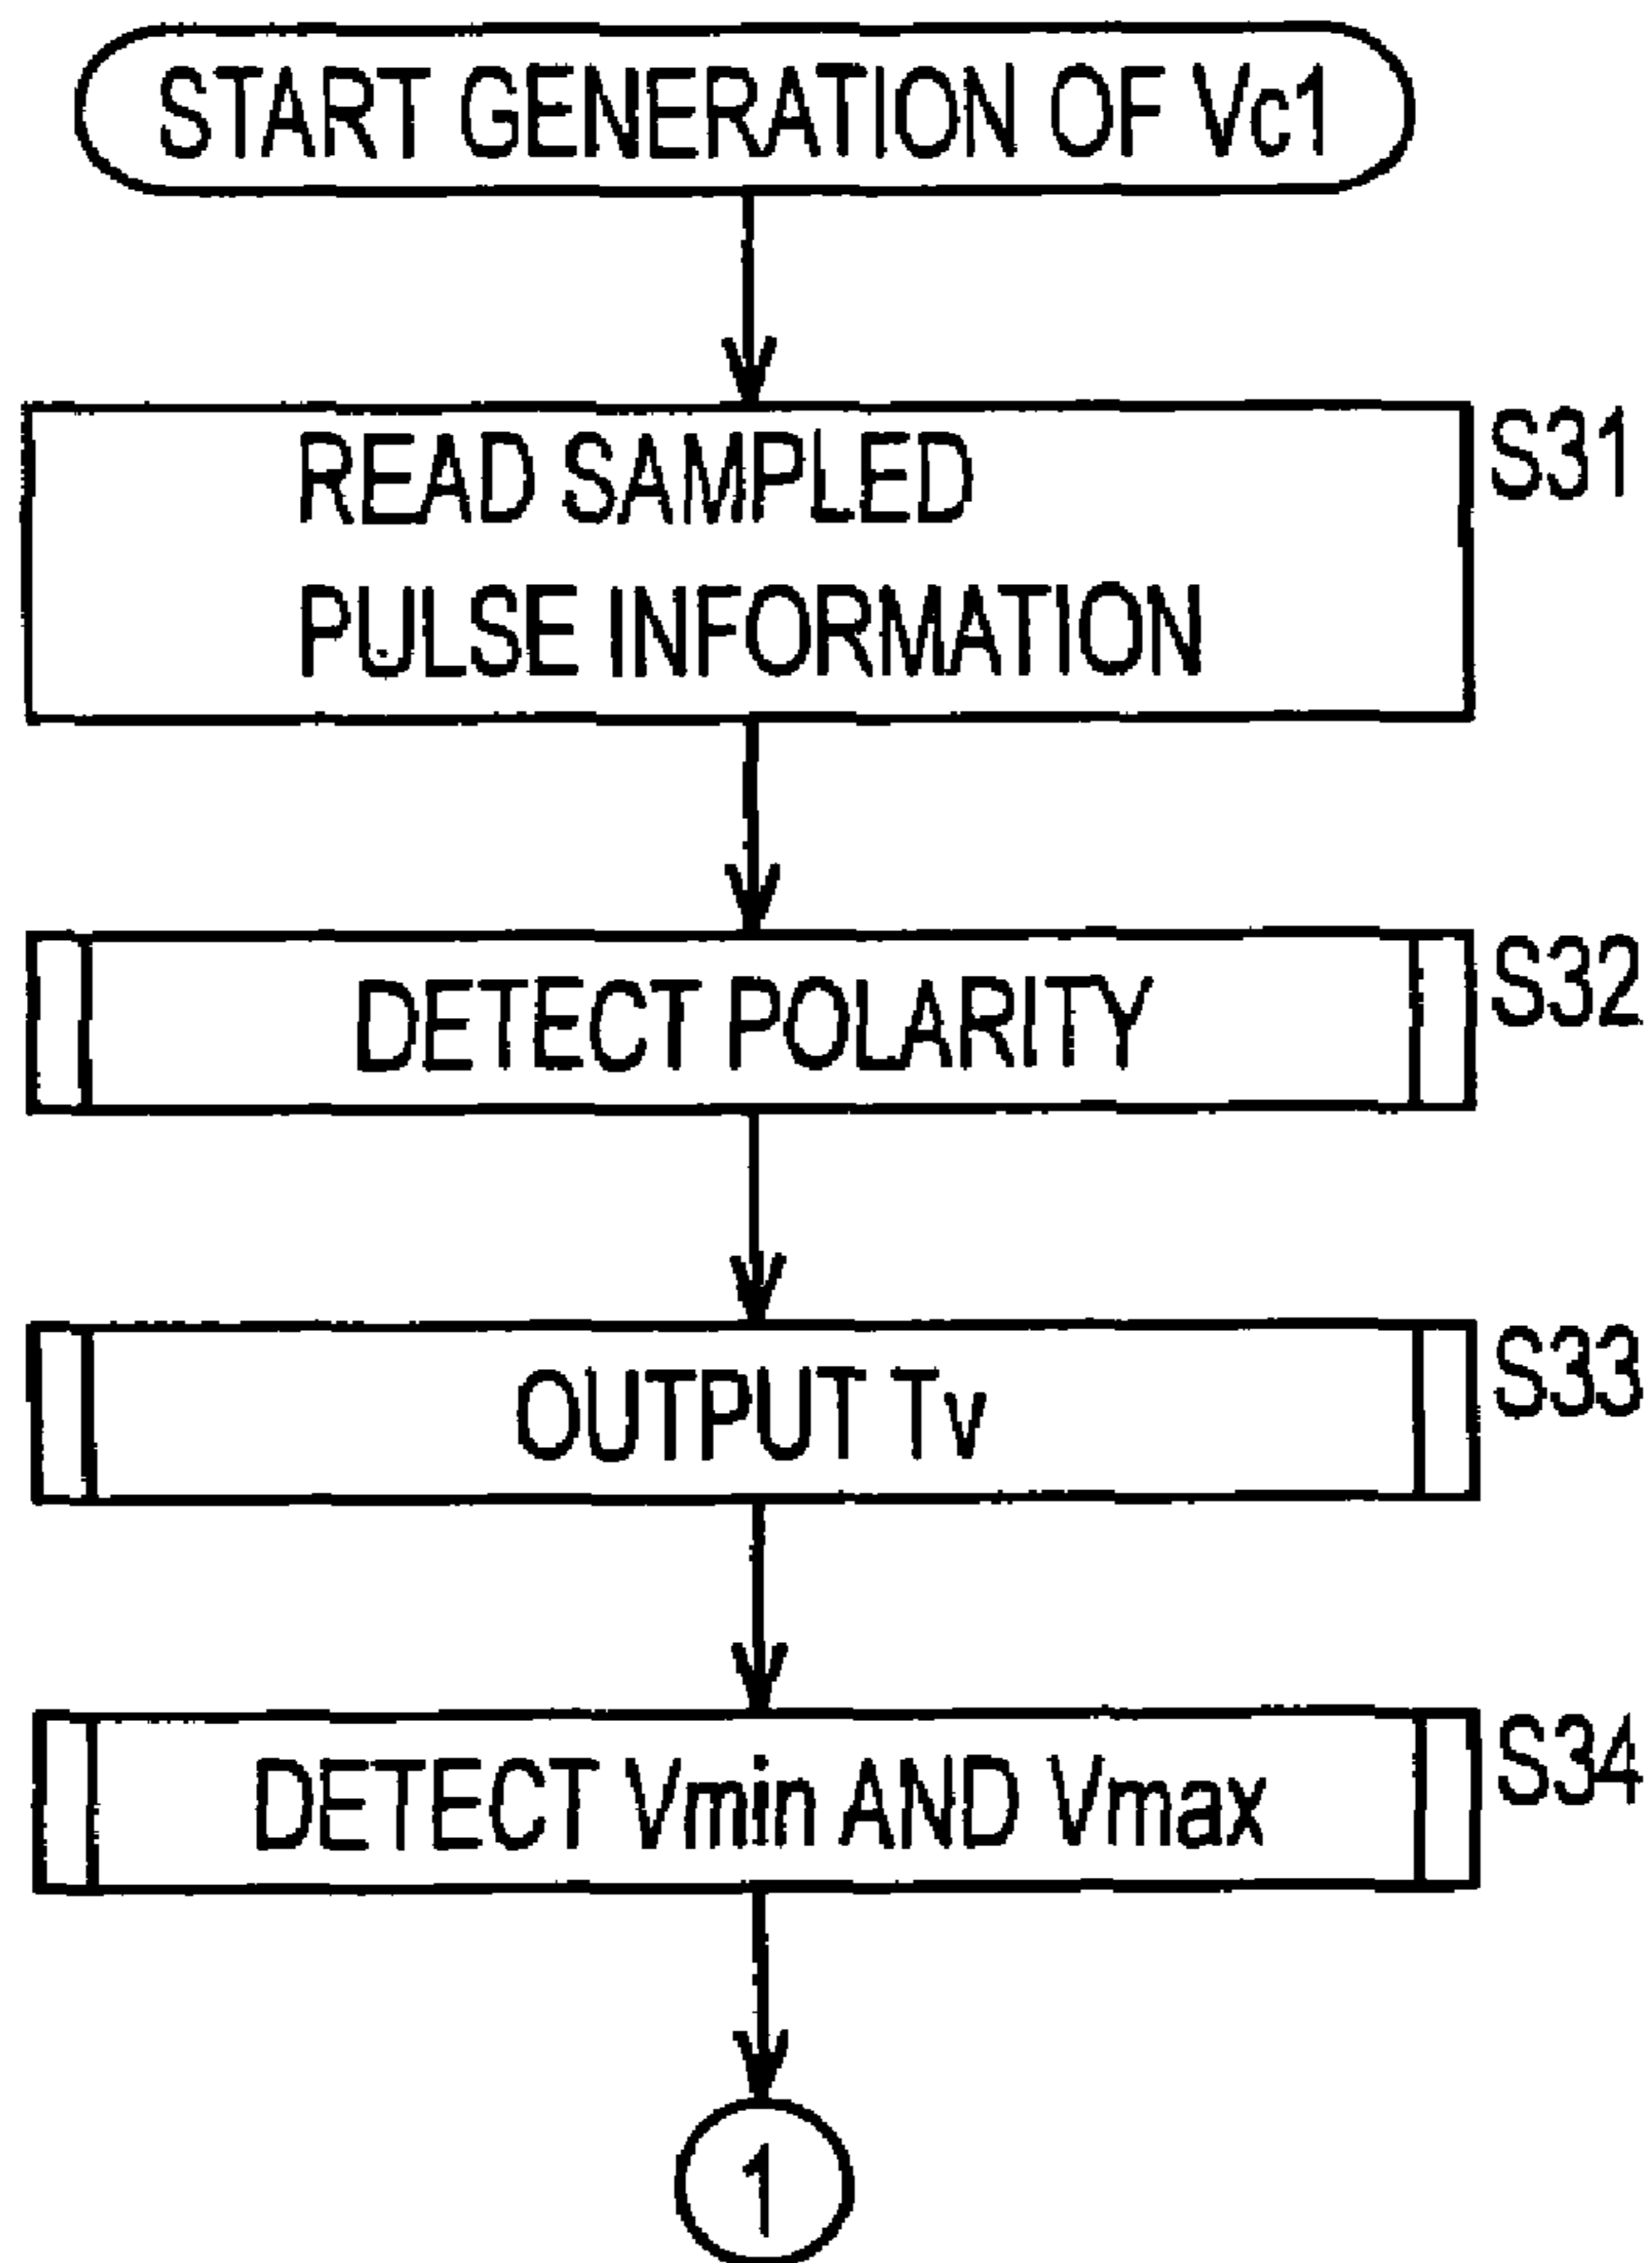 START GENERATION OF Vc1
READ SAMPLED
PULSE INFORMATION
S31
DETECT POLARITY
S32
OUTPUT Tv
S33
DETECT Vmin AND Vmax
S34
1